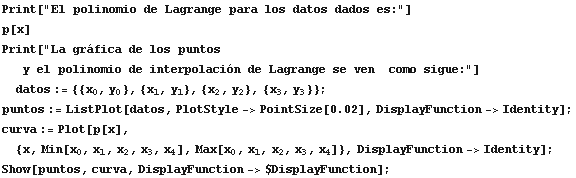 Print["El polinomio de Lagrange para los datos dados es:"]
p[x]
Print["La gráfica de los puntos
y el polinomio de interpolación de Lagrange se ven como sigue:"]
datos := {{x₀, y₀}, {x₁, y₁}, {x₂, y₂}, {x₃, y₃}};
puntos := ListPlot[datos, PlotStyle -> PointSize[0.02], DisplayFunction -> Identity];
curva := Plot[p[x],
{x, Min[x₀, x₁, x₂, x₃, x₄], Max[x₀, x₁, x₂, x₃, x₄]}, DisplayFunction -> Identity];
Show[puntos, curva, DisplayFunction -> $DisplayFunction];